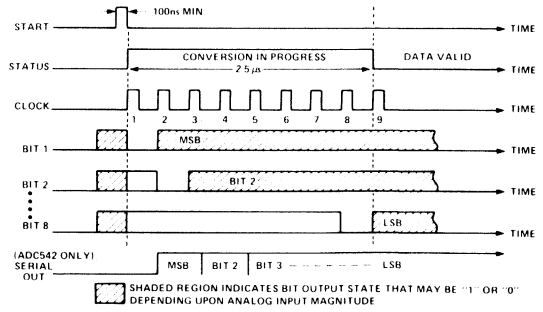 100ns MIN
START TIME
CONVERSION IN PROGRESS DATA VALID
STATUS 2.5 μs TIME
CLOCK TIME
1 2 3 4 5 6 7 8 9
MSB
BIT 1 TIME
BIT 2 BIT 2 TIME
LSB
BIT 8 TIME
(ADC542 ONLY)
SERIAL MSB BIT 2 BIT 3 LSB
OUT TIME
SHADED REGION INDICATES BIT OUTPUT STATE THAT MAY BE "1" OR "0"
DEPENDING UPON ANALOG INPUT MAGNITUDE